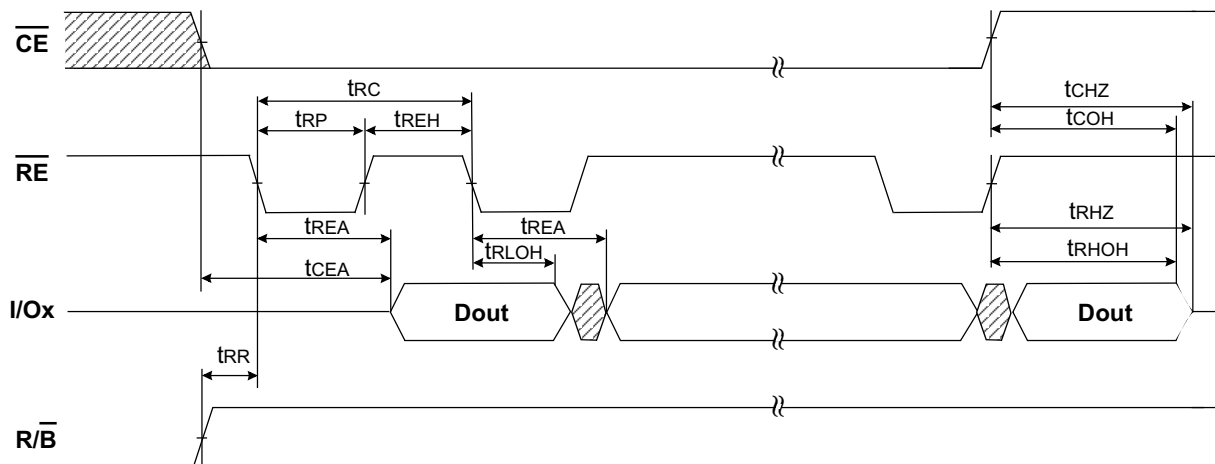 CE
tRC
tCHZ
tRP
tREH
tCOH
RE
tREA
tREA
tRHZ
tCEA
tRLOH
tRHOH
I/Ox
Dout
Dout
tRR
R/B